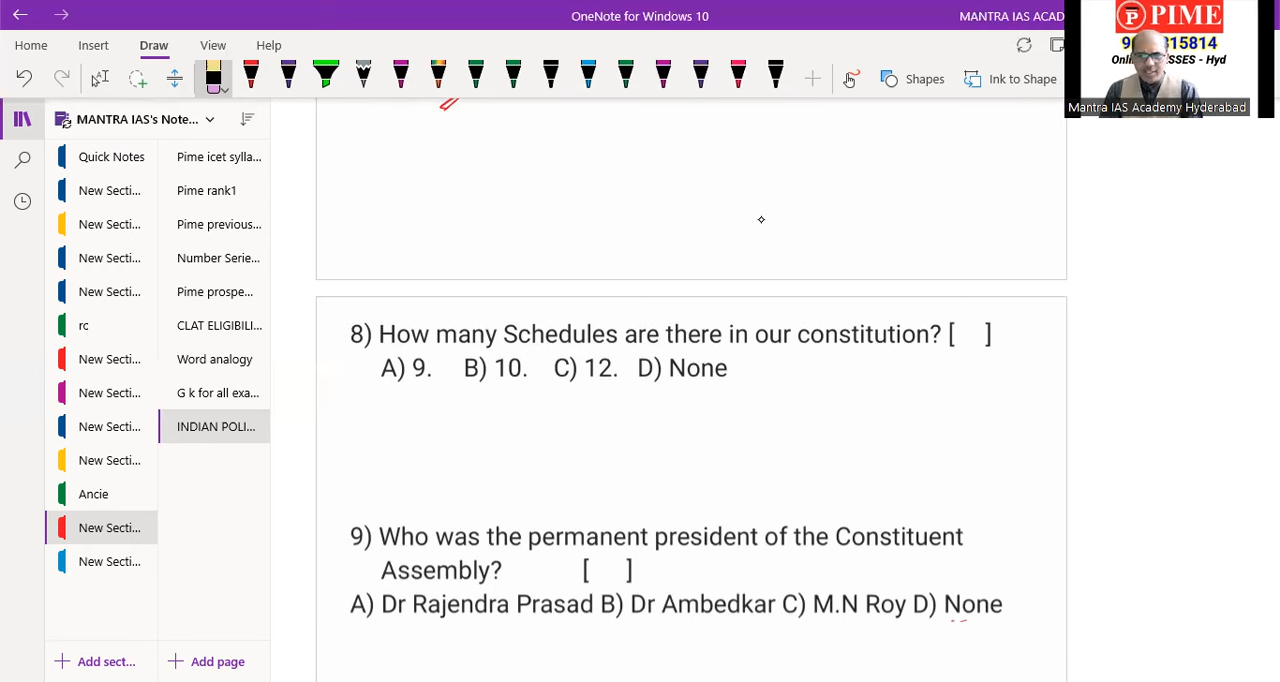 OneNote for Windows 10
MANTRA IAS ACAD
PIME
Home Insert Draw View Help
815814
Ink to Shape
Shapes
Mantra IAS Academy Hyderabad
MANTRA IAS's Note...
Quick Notes
Pime icet sylla...
New Secti...
Pime rank1
New Secti...
Pime previous...
New Secti...
Number Serie...
New Secti...
Pime prospe...
rc
CLAT ELIGIBILI...
New Secti...
Word analogy
New Secti...
G k for all exa...
New Secti...
INDIAN POLI...
New Secti...
Ancie
New Secti...
New Secti...
Add sect...
Add page
8) How many Schedules are there in our constitution? [ ]
A) 9. B) 10. C) 12. D) None
9) Who was the permanent president of the Constituent
Assembly? [ ]
A) Dr Rajendra Prasad B) Dr Ambedkar C) M.N Roy D) None